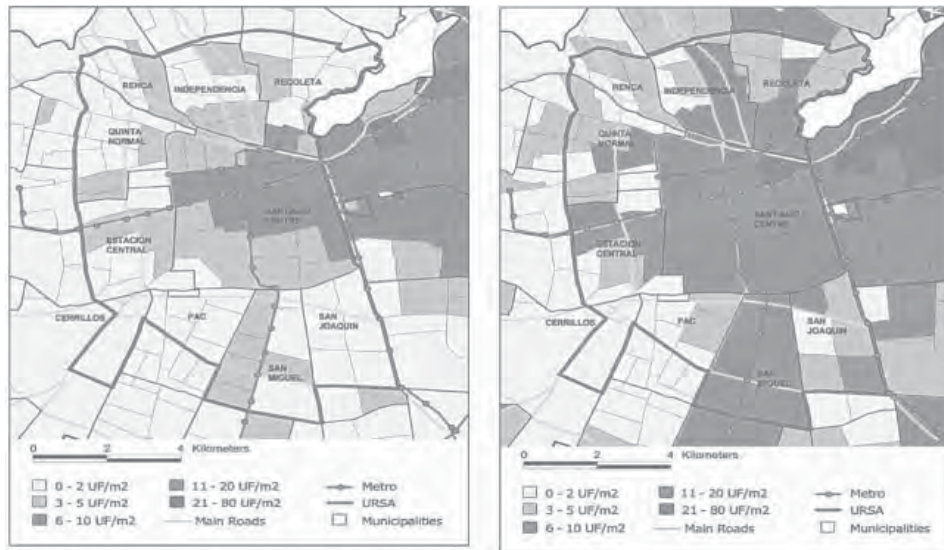 RENCA
INDEPENDENCIA
RECOLETA
QUINTA
NORMAL
SANTIAGO
CENTRE
ESTACION
CENTRAL
CERRILLOS
PAC
SAN
JOAQUIN
SAN
MIGUEL
0 2 4 Kilometers
0 - 2 UF/m2
3 - 5 UF/m2
6 - 10 UF/m2
11 - 20 UF/m2
21 - 80 UF/m2
Main Roads
Metro
URSA
Municipalities
RENCA
INDEPENDENCIA
RECOLETA
QUINTA
NORMAL
SANTIAGO
CENTRE
ESTACION
CENTRAL
CERRILLOS
PAC
SAN
JOAQUIN
SAN
MIGUEL
0 2 4 Kilometers
0 - 2 UF/m2
3 - 5 UF/m2
6 - 10 UF/m2
11 - 20 UF/m2
21 - 80 UF/m2
Main Roads
Metro
URSA
Municipalities